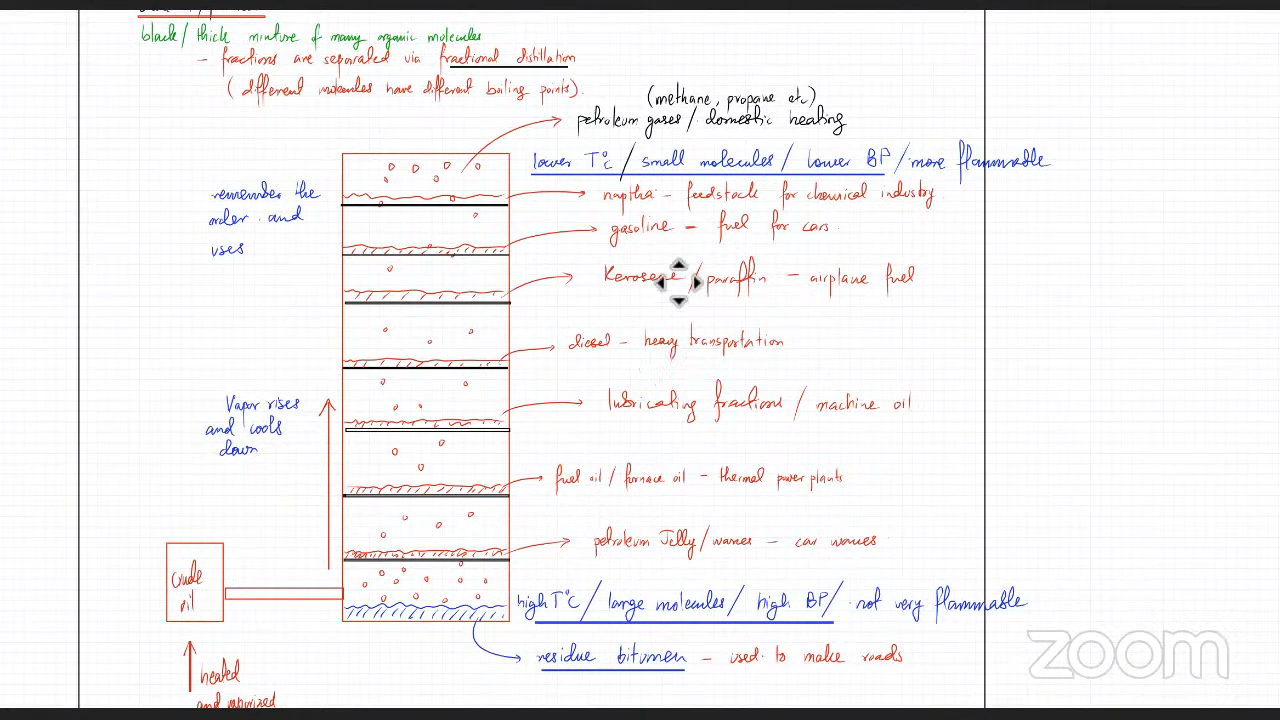 black/ thick mixture of many organic molecules
- fractions are separated via fractional distillation
( different molecules have different boiling points).
(methane, propane etc)
petroleum gases / domestic heating
lower T°C / small molecules / lower BP / more flammable
remember the
order and
uses
naptha - feedstock for chemical industry
gasoline - fuel for cars.
Kerosene / paraffin - airplane fuel
diesel - heavy transportation
Vapor rises
and cools
down
lubricating fractions / machine oil
fuel oil / furnace oil - thermal power plants
petroleum Jelly / waxes - car waxes
crude
oil
high T°C / large molecules / high BP / not very flammable
residue bitumen - used to make roads
heated
and vaporized
zoom